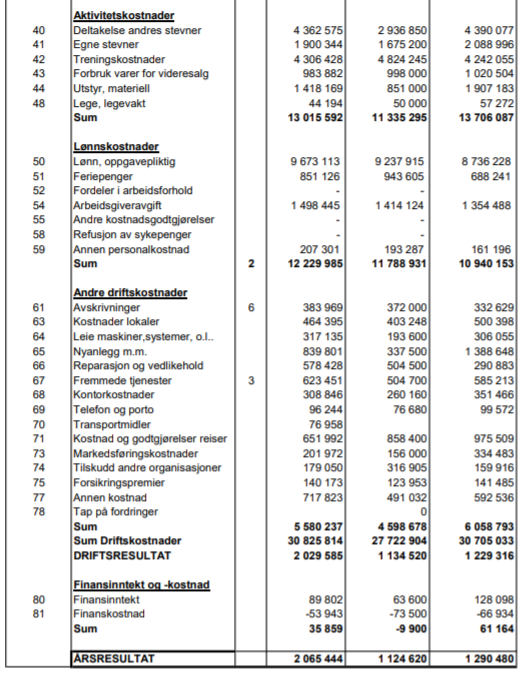 Aktivitetskostnader
40 Deltakelse andres stevner 4 362 575 2 936 850 4 390 077
41 Egne stevner 1 900 344 1 675 200 2 088 996
42 Treningskostnader 4 306 428 4 824 245 4 242 055
43 Forbruk varer for videresalg 983 882 998 000 1 020 504
44 Utstyr, materiell 1 418 169 851 000 1 907 183
48 Lege, legevakt 44 194 50 000 57 272
Sum 13 015 592 11 335 295 13 706 087
Lønnskostnader
50 Lønn, oppgavepliktig 9 673 113 9 237 915 8 736 228
51 Feriepenger 851 126 943 605 688 241
52 Fordeler i arbeidsforhold - -
54 Arbeidsgiveravgift 1 498 445 1 414 124 1 354 488
55 Andre kostnadsgodtgjørelser - -
58 Refusjon av sykepenger - -
59 Annen personalkostnad 207 301 193 287 161 196
Sum 2 12 229 985 11 788 931 10 940 153
Andre driftskostnader
61 Avskrivninger 6 383 969 372 000 332 629
63 Kostnader lokaler 464 395 403 248 500 398
64 Leie maskiner,systemer, o.l.. 317 135 193 600 306 055
65 Nyanlegg m.m. 839 801 337 500 1 388 648
66 Reparasjon og vedlikehold 578 428 504 500 290 883
67 Fremmede tjenester 3 623 451 504 700 585 213
68 Kontorkostnader 308 846 260 160 351 466
69 Telefon og porto 96 244 76 680 99 572
70 Transportmidler 76 958
71 Kostnad og godtgjørelser reiser 651 992 858 400 975 509
73 Markedsføringskostnader 201 972 156 000 334 483
74 Tilskudd andre organisasjoner 179 050 316 905 159 916
75 Forsikringspremier 140 173 123 953 141 485
77 Annen kostnad 717 823 491 032 592 536
78 Tap på fordringer 0
Sum 5 580 237 4 598 678 6 058 793
Sum Driftskostnader 30 825 814 27 722 904 30 705 033
DRIFTSRESULTAT 2 029 585 1 134 520 1 229 316
Finansinntekt og -kostnad
80 Finansinntekt 89 802 63 600 128 098
81 Finanskostnad -53 943 -73 500 -66 934
Sum 35 859 -9 900 61 164
ÅRSRESULTAT 2 065 444 1 124 620 1 290 480